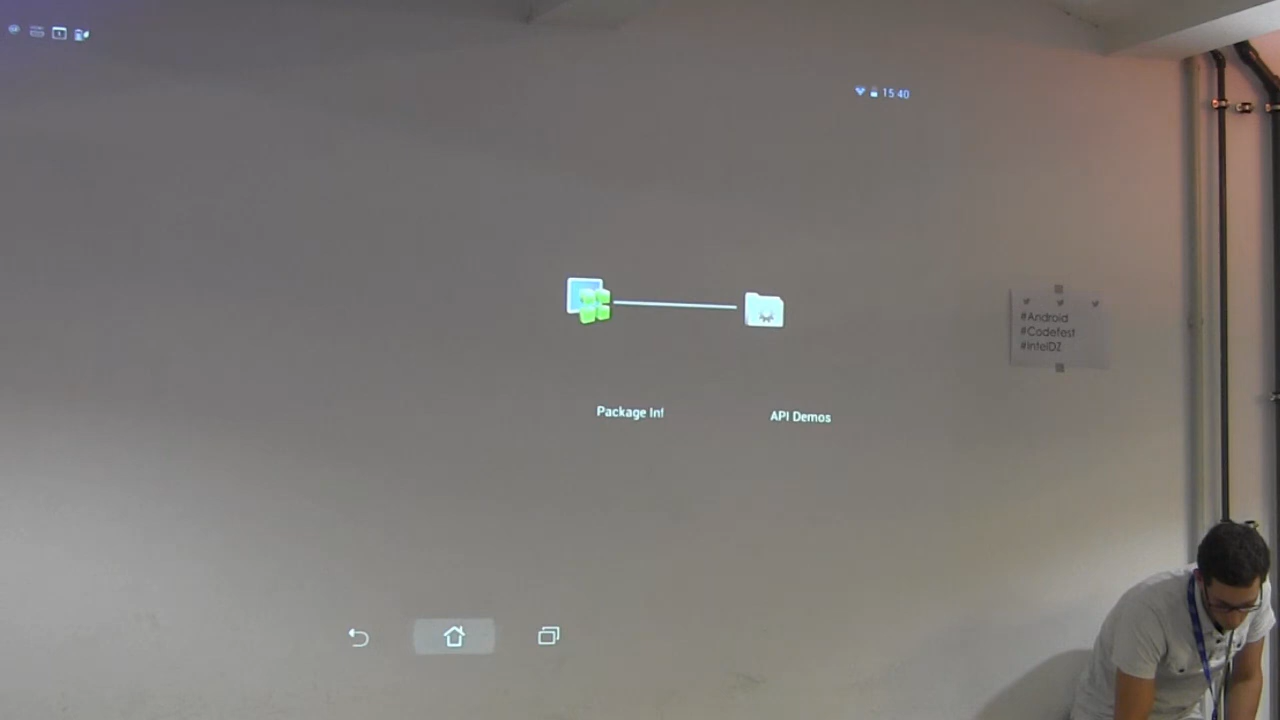 15:40
Package Inf
API Demos
#Android
#Codefest
#IntelDZ